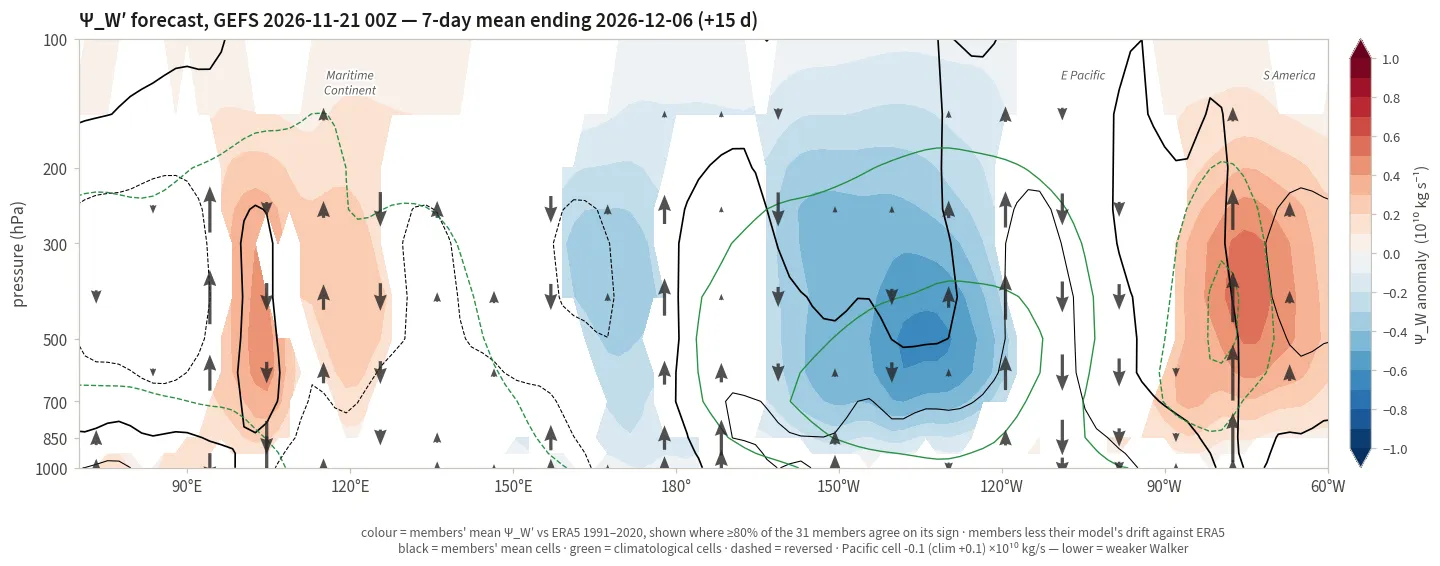 Ψ_W′ forecast, GEFS 2026-11-21 00Z — 7-day mean ending 2026-12-06 (+15 d)
100
200
300
500
700
850
1000
pressure (hPa)
Maritime
Continent
E Pacific
S America
90°E
120°E
150°E
180°
150°W
120°W
90°W
60°W
1.0
0.8
0.6
0.4
0.2
0.0
−0.2
−0.4
−0.6
−0.8
−1.0
Ψ_W anomaly (10¹⁰ kg s⁻¹)
colour = members' mean Ψ_W′ vs ERA5 1991–2020, shown where ≥80% of the 31 members agree on its sign · members less their model's drift against ERA5
black = members' mean cells · green = climatological cells · dashed = reversed · Pacific cell -0.1 (clim +0.1) ×10¹⁰ kg/s — lower = weaker Walker